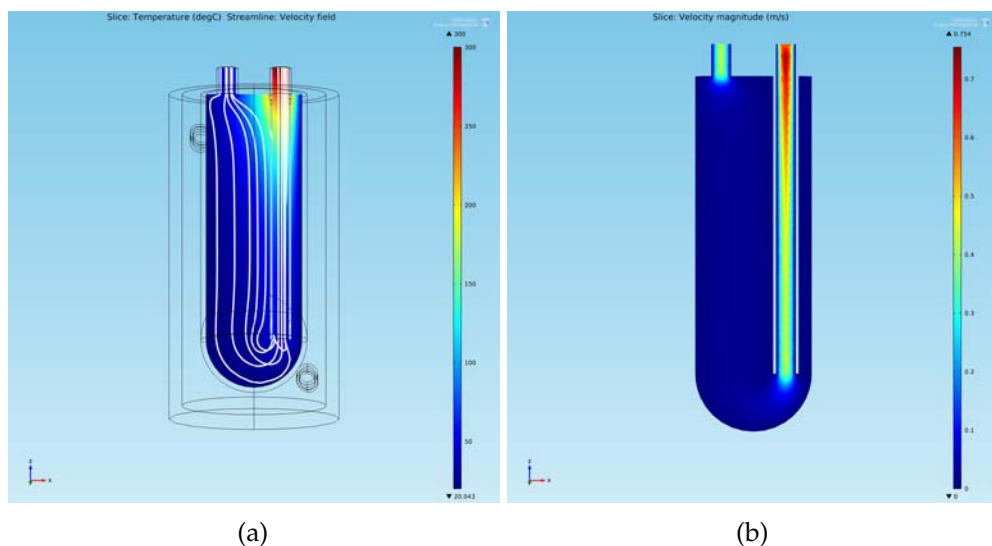 Slice: Temperature (degC) Streamline: Velocity field
▲ 300
300
250
200
150
100
50
▼ 20.043
z
y
x
(a)
Slice: Velocity magnitude (m/s)
▲ 0.754
0.7
0.6
0.5
0.4
0.3
0.2
0.1
0
▼ 0
z
y
x
(b)